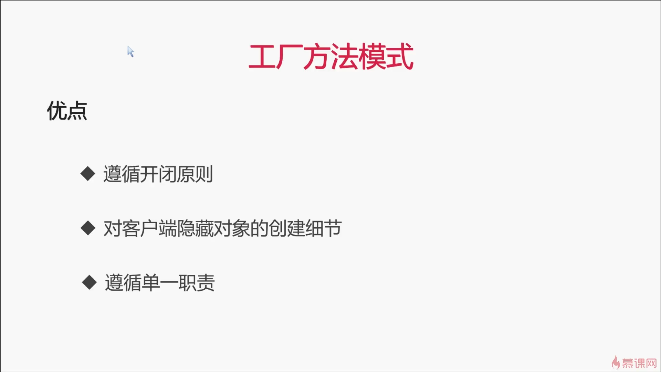 工厂方法模式
优点
◆ 遵循开闭原则
◆ 对客户端隐藏对象的创建细节
◆ 遵循单一职责
慕课网